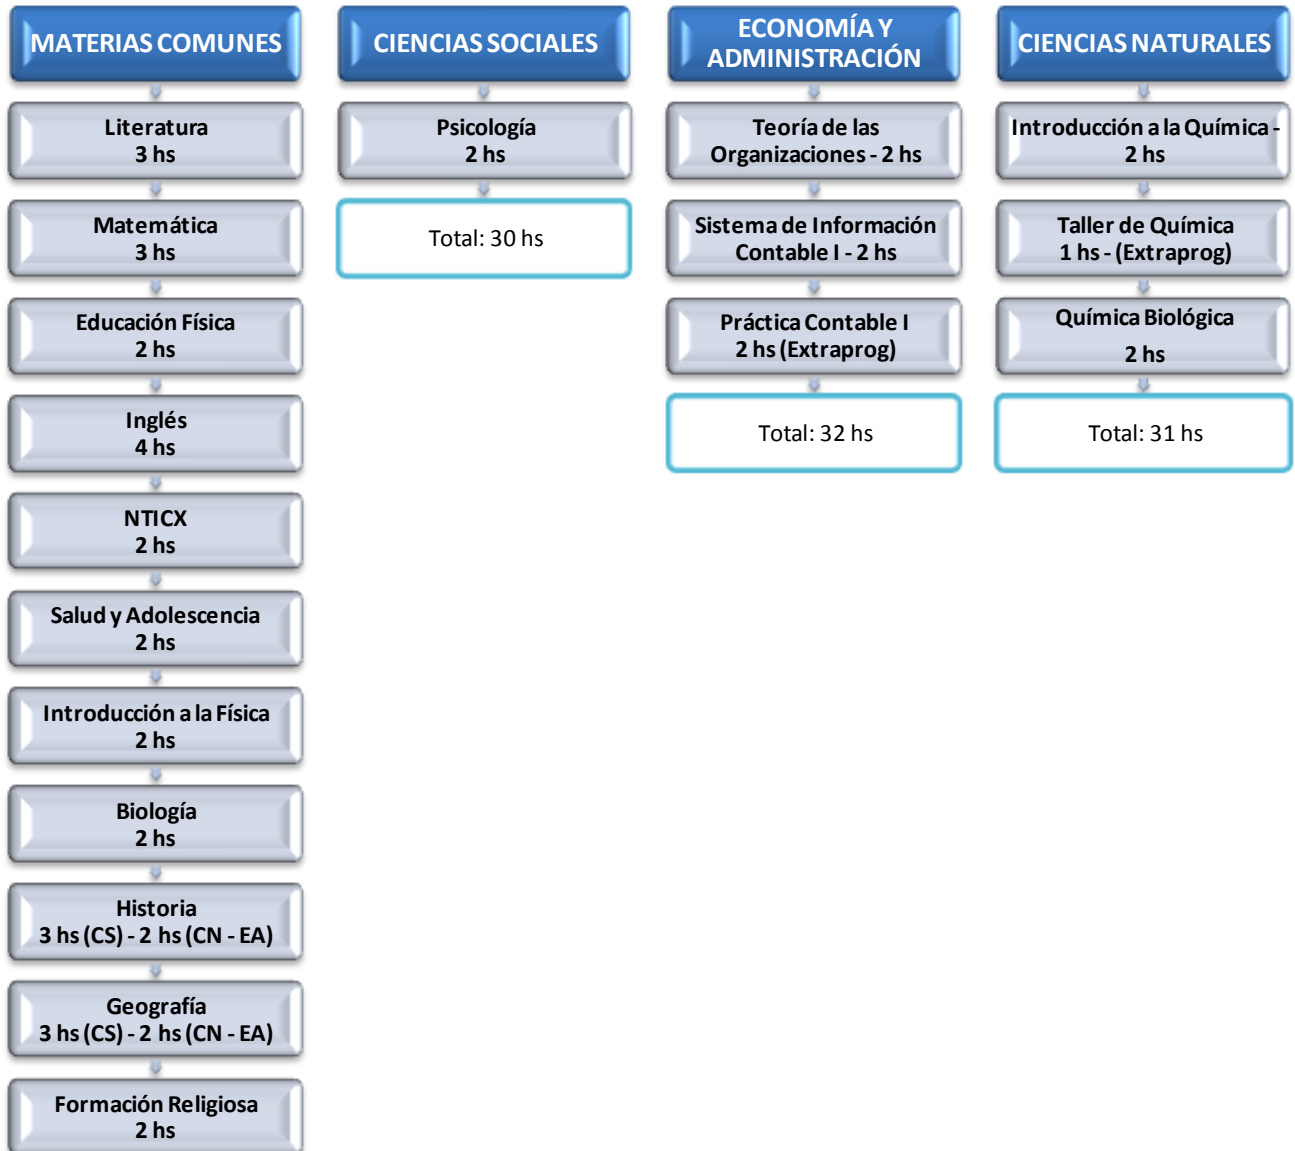 MATERIAS COMUNES
Literatura
3 hs
Matemática
3 hs
Educación Física
2 hs
Inglés
4 hs
NTICX
2 hs
Salud y Adolescencia
2 hs
Introducción a la Física
2 hs
Biología
2 hs
Historia
3 hs (CS) - 2 hs (CN - EA)
Geografía
3 hs (CS) - 2 hs (CN - EA)
Formación Religiosa
2 hs
CIENCIAS SOCIALES
Psicología
2 hs
Total: 30 hs
ECONOMÍA Y
ADMINISTRACIÓN
Teoría de las
Organizaciones - 2 hs
Sistema de Información
Contable I - 2 hs
Práctica Contable I
2 hs (Extraprog)
Total: 32 hs
CIENCIAS NATURALES
Introducción a la Química -
2 hs
Taller de Química
1 hs - (Extraprog)
Química Biológica
2 hs
Total: 31 hs